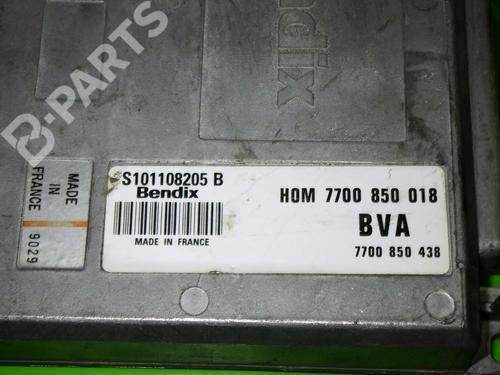 B-PARTS
Bendix
S101108205 B
Bendix
MADE IN FRANCE
HOM 7700 850 018
BVA
7700 850 438
MADE IN
FRANCE
9029